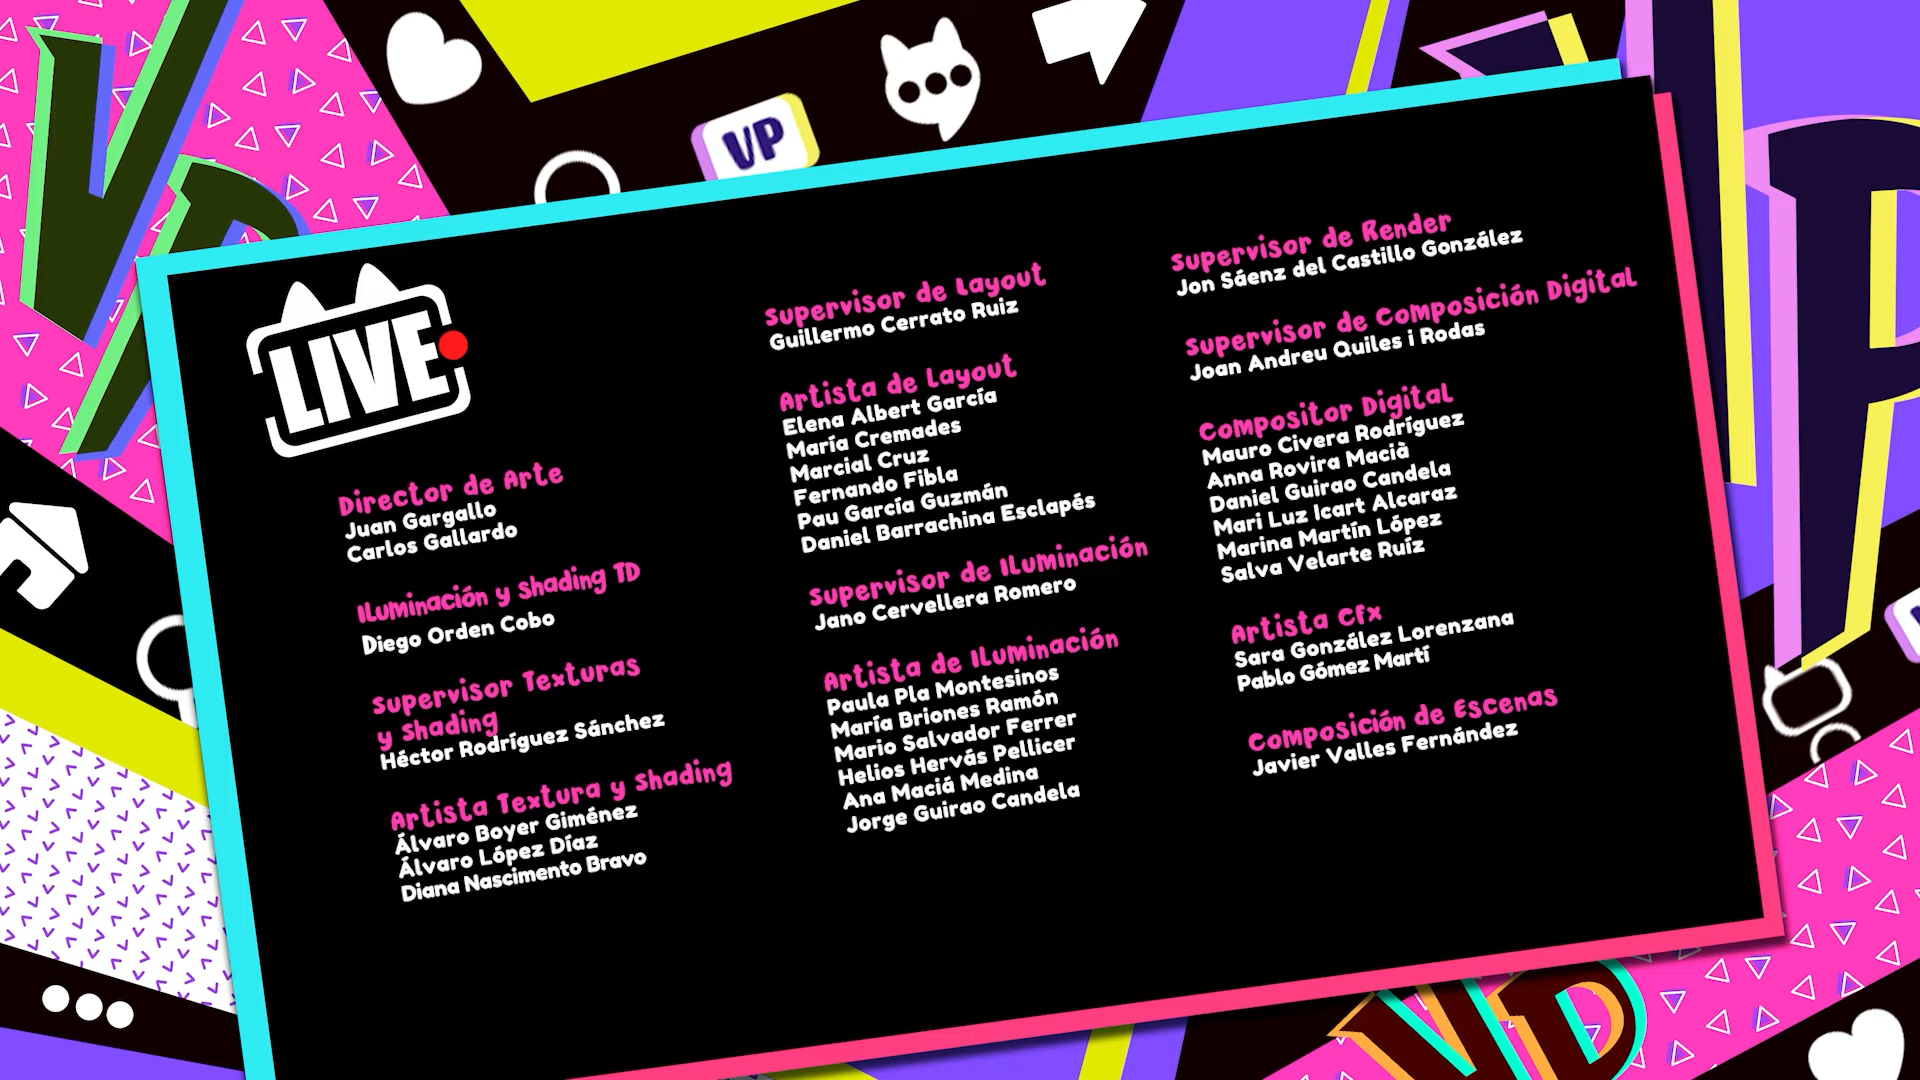 VP
VP
LIVE
Director de Arte
Juan Gargallo
Carlos Gallardo
Iluminación y Shading TD
Diego Orden Cobo
Supervisor Texturas
y Shading
Héctor Rodríguez Sánchez
Artista Textura y Shading
Álvaro Boyer Giménez
Álvaro López Díaz
Diana Nascimento Bravo
Supervisor de Layout
Guillermo Cerrato Ruiz
Artista de Layout
Elena Albert García
María Cremades
Marcial Cruz
Fernando Fibla
Pau García Guzmán
Daniel Barrachina Esclapés
Supervisor de Iluminación
Jano Cervellera Romero
Artista de Iluminación
Paula Pla Montesinos
María Briones Ramón
Mario Salvador Ferrer
Helios Hervás Pellicer
Ana Maciá Medina
Jorge Guirao Candela
Supervisor de Render
Jon Sáenz del Castillo González
Supervisor de Composición Digital
Joan Andreu Quiles i Rodas
Compositor Digital
Mauro Civera Rodríguez
Anna Rovira Macià
Daniel Guirao Candela
Mari Luz Icart Alcaraz
Marina Martín López
Salva Velarte Ruíz
Artista Cfx
Sara González Lorenzana
Pablo Gómez Martí
Composición de Escenas
Javier Valles Fernández
VP
VP